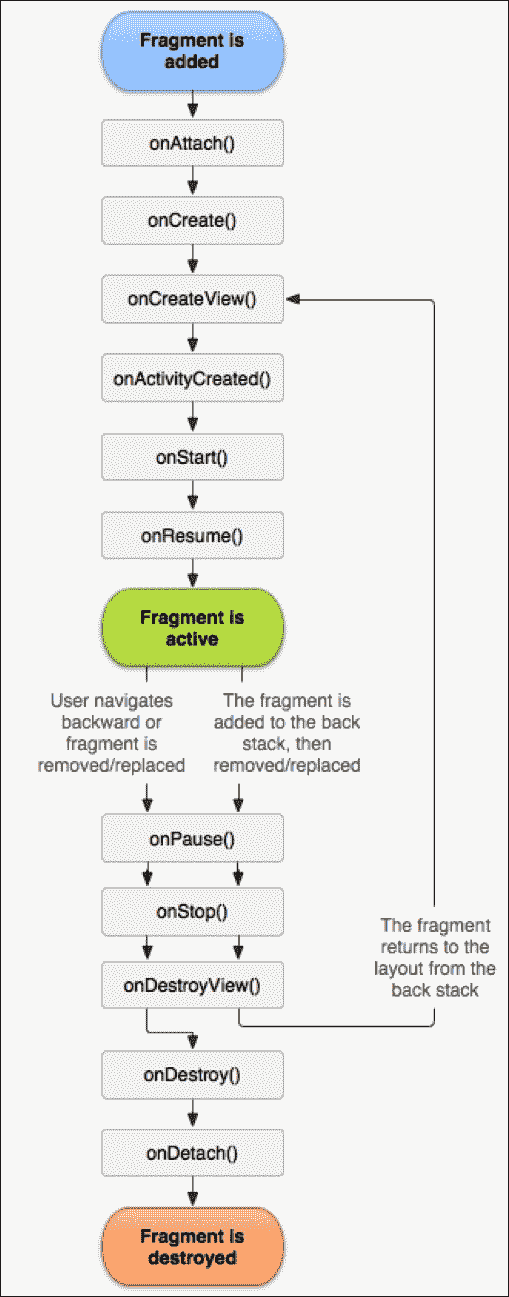 Fragment is
added
onAttach()
onCreate()
onCreateView()
onActivityCreated()
onStart()
onResume()
Fragment is
active
User navigates
backward or
fragment is
removed/replaced
The fragment is
added to the back
stack, then
removed/replaced
onPause()
onStop()
onDestroyView()
The fragment
returns to the
layout from the
back stack
onDestroy()
onDetach()
Fragment is
destroyed